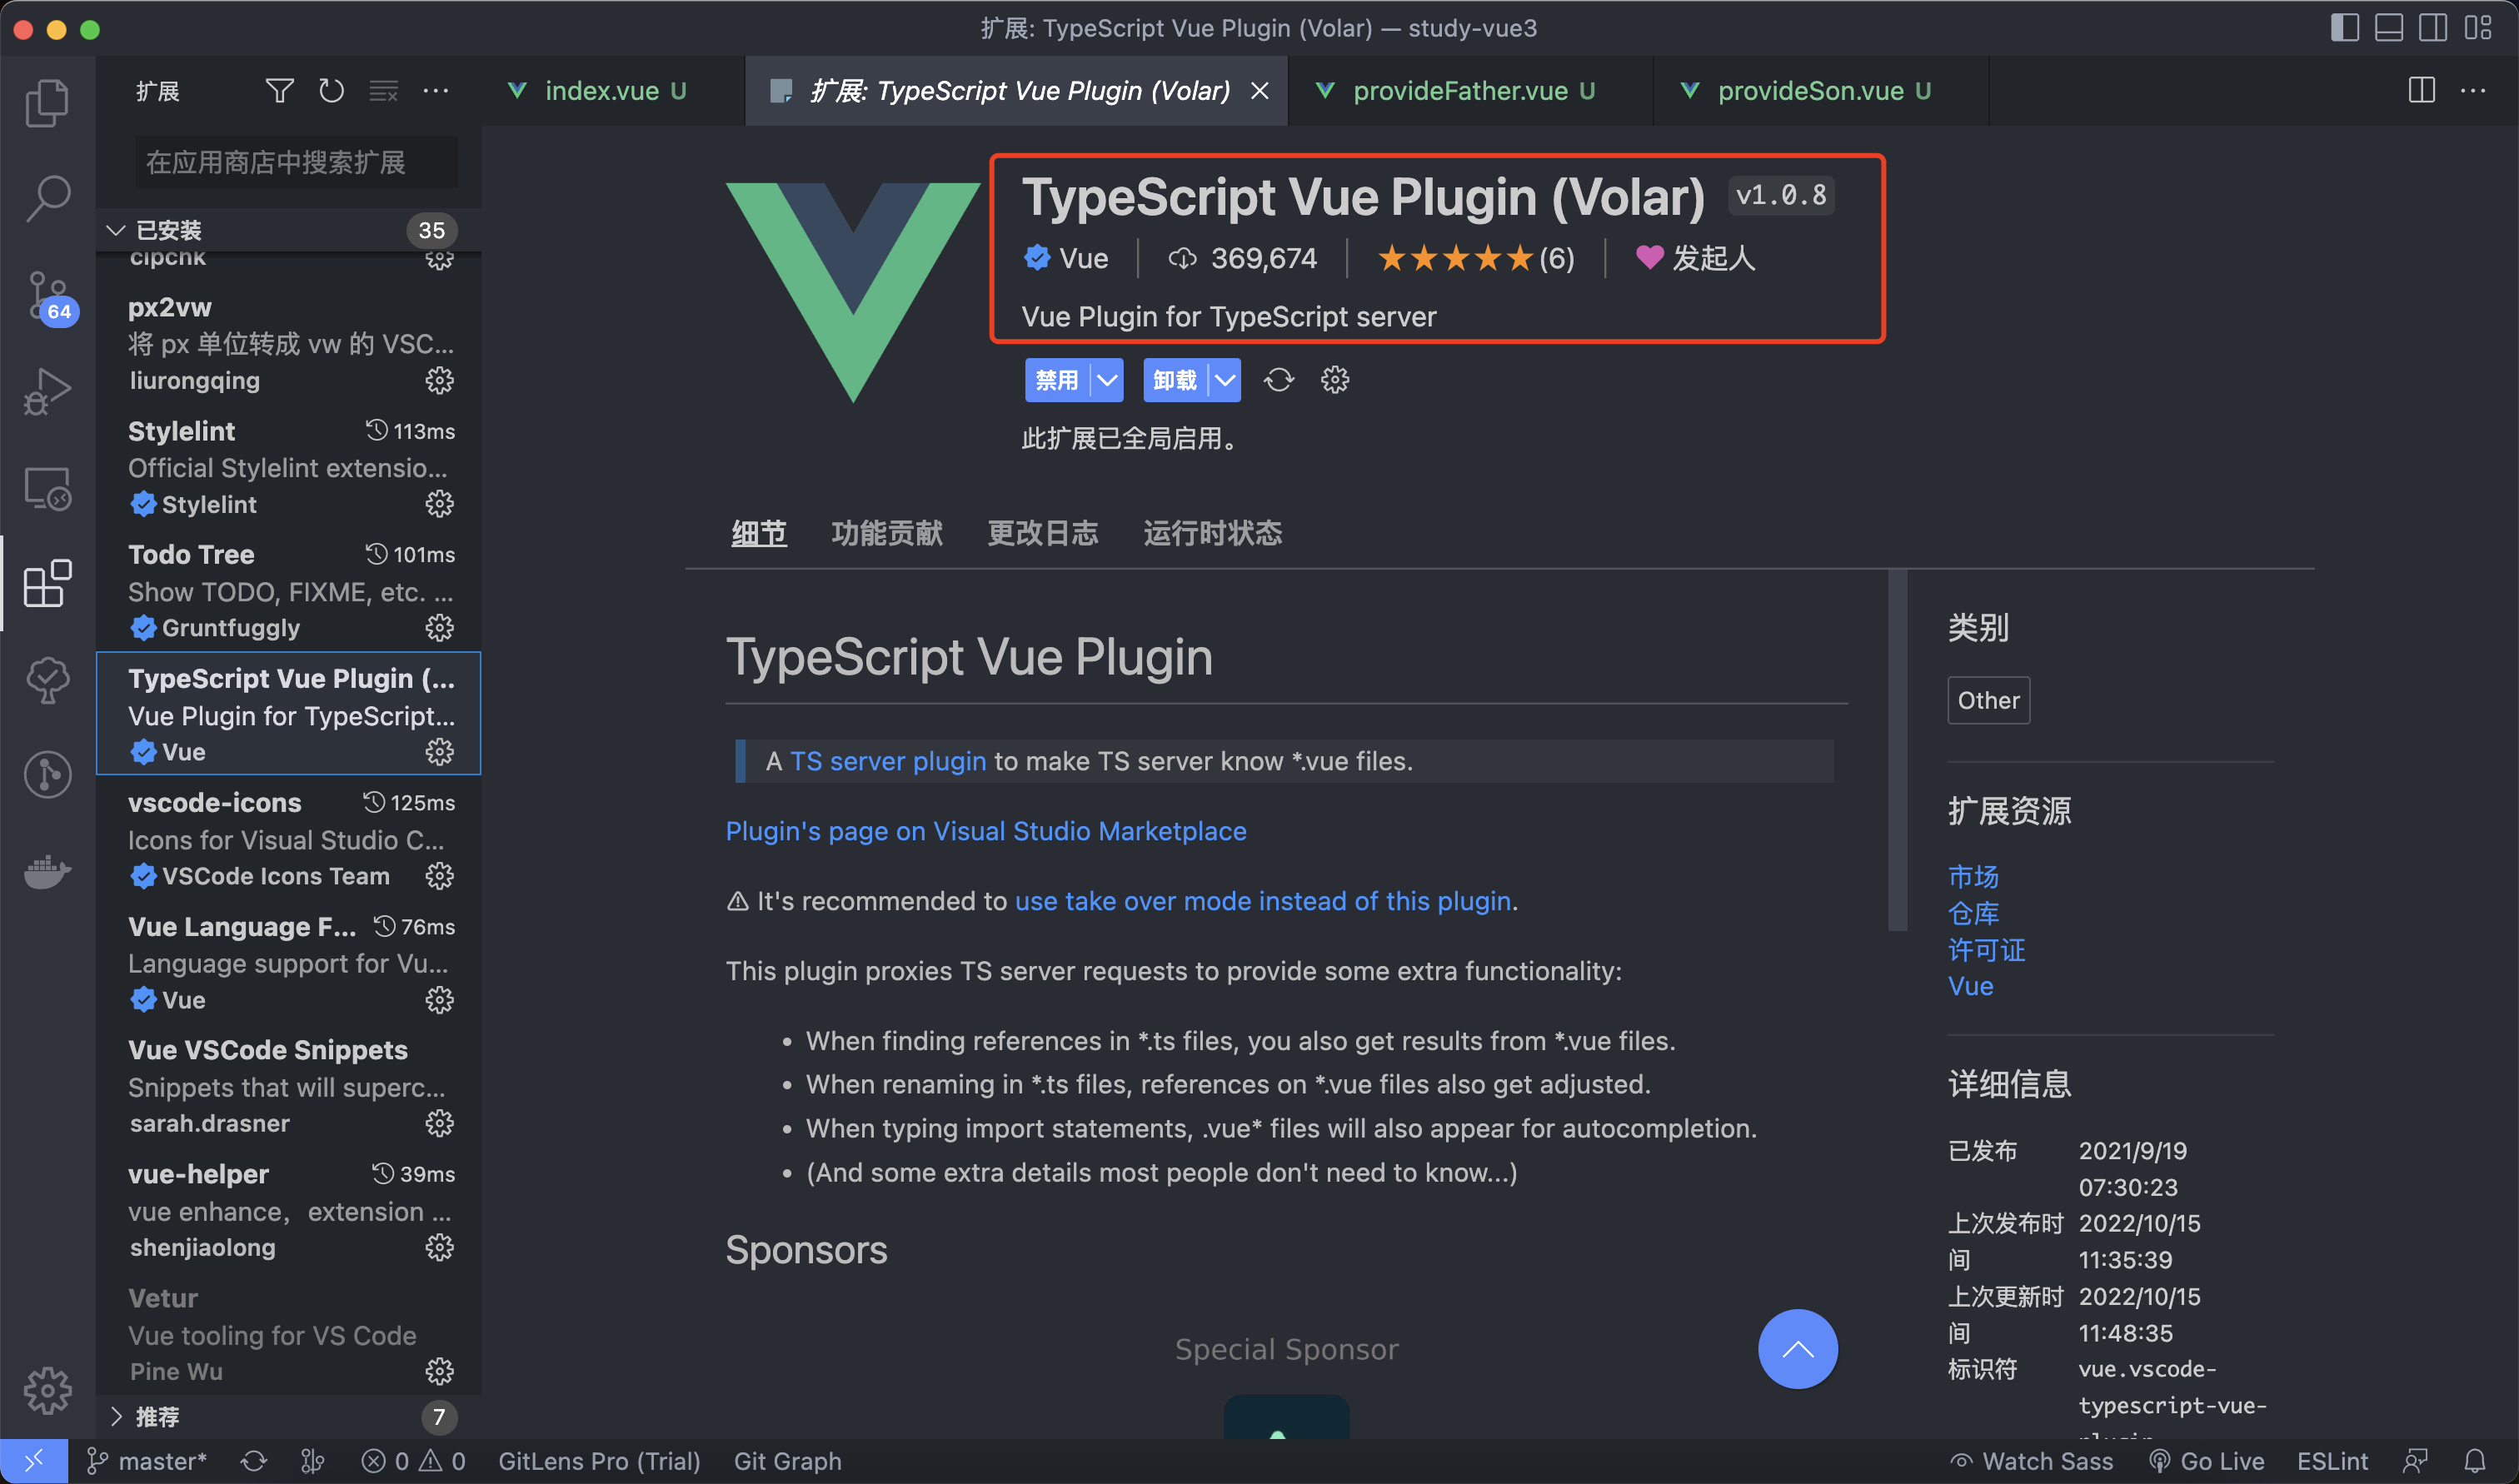 扩展: TypeScript Vue Plugin (Volar) — study-vue3
扩展
index.vue U
扩展: TypeScript Vue Plugin (Volar)
provideFather.vue U
provideSon.vue U
在应用商店中搜索扩展
已安装 35
cipchk
px2vw
将 px 单位转成 vw 的 VSC...
liurongqing
Stylelint 113ms
Official Stylelint extensio...
Stylelint
Todo Tree 101ms
Show TODO, FIXME, etc. ...
Gruntfuggly
TypeScript Vue Plugin (...
Vue Plugin for TypeScript...
Vue
vscode-icons 125ms
Icons for Visual Studio C...
VSCode Icons Team
Vue Language F... 76ms
Language support for Vu...
Vue
Vue VSCode Snippets
Snippets that will superc...
sarah.drasner
vue-helper 39ms
vue enhance，extension ...
shenjiaolong
Vetur
Vue tooling for VS Code
Pine Wu
推荐 7
64
TypeScript Vue Plugin (Volar) v1.0.8
Vue 369,674 (6) 发起人
Vue Plugin for TypeScript server
禁用 卸载
此扩展已全局启用。
细节 功能贡献 更改日志 运行时状态
TypeScript Vue Plugin
A TS server plugin to make TS server know *.vue files.
Plugin's page on Visual Studio Marketplace
⚠ It's recommended to use take over mode instead of this plugin.
This plugin proxies TS server requests to provide some extra functionality:
• When finding references in *.ts files, you also get results from *.vue files.
• When renaming in *.ts files, references on *.vue files also get adjusted.
• When typing import statements, .vue* files will also appear for autocompletion.
• (And some extra details most people don't need to know...)
Sponsors
Special Sponsor
类别
Other
扩展资源
市场
仓库
许可证
Vue
详细信息
已发布 2021/9/19
07:30:23
上次发布时 2022/10/15
间 11:35:39
上次更新时 2022/10/15
间 11:48:35
标识符 vue.vscode-
typescript-vue-
plugin
master* 0 0 GitLens Pro (Trial) Git Graph Watch Sass Go Live ESLint